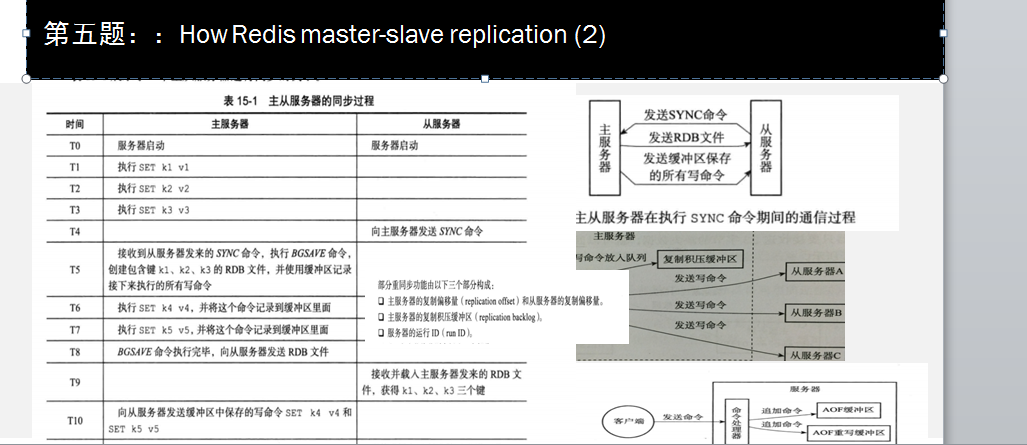 第五题：：How Redis master-slave replication (2)
表 15-1 主从服务器的同步过程
时间 主服务器 从服务器
T0 服务器启动 服务器启动
T1 执行 SET k1 v1
T2 执行 SET k2 v2
T3 执行 SET k3 v3
T4 向主服务器发送 SYNC 命令
T5 接收到从服务器发来的 SYNC 命令，执行 BGSAVE 命令，
创建包含键 k1、k2、k3 的 RDB 文件，并使用缓冲区记录
接下来执行的所有写命令
T6 执行 SET k4 v4，并将这个命令记录到缓冲区里面
T7 执行 SET k5 v5，并将这个命令记录到缓冲区里面
T8 BGSAVE 命令执行完毕，向从服务器发送 RDB 文件
T9 接收并载入主服务器发来的 RDB 文
件，获得 k1、k2、k3 三个键
T10 向从服务器发送缓冲区中保存的写命令 SET k4 v4 和
SET k5 v5
部分重同步功能由以下三个部分构成：
主服务器的复制偏移量（replication offset）和从服务器的复制偏移量。
主服务器的复制积压缓冲区（replication backlog）。
服务器的运行 ID（run ID）。
主服务器
发送SYNC命令
发送RDB文件
发送缓冲区保存
的所有写命令
从服务器
主从服务器在执行 SYNC 命令期间的通信过程
主服务器
写命令放入队列
复制积压缓冲区
发送写命令
从服务器A
发送写命令
从服务器B
发送写命令
从服务器C
服务器
客户端
发送命令
命令处理器
追加命令
AOF缓冲区
追加命令
AOF重写缓冲区